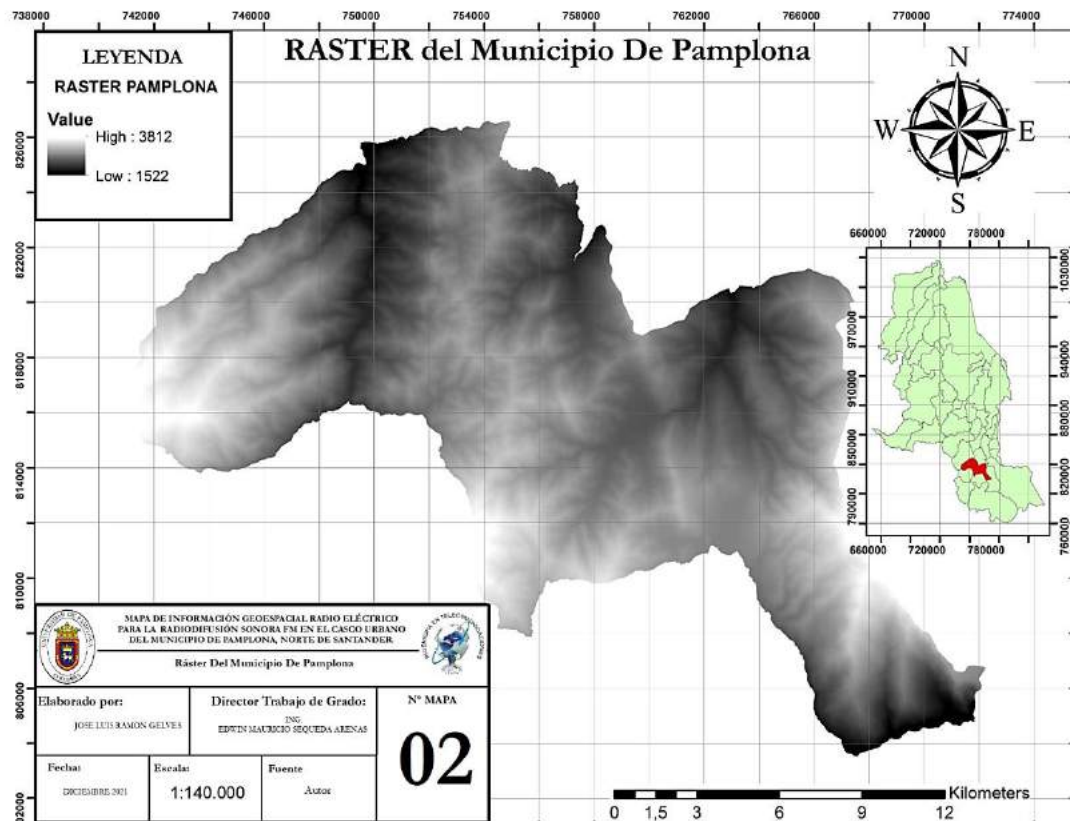 738000 742000 746000 750000 754000 758000 762000 766000 770000 774000
RASTER del Municipio De Pamplona
LEYENDA
RASTER PAMPLONA
Value
High : 3812
Low : 1522
N
W
E
S
826000
822000
818000
814000
810000
806000
660000 720000 780000
1030000
970000
940000
910000
880000
850000
820000
790000
760000
660000 720000 780000
MAPA DE INFORMACIÓN GEOESPACIAL RADIO ELÉCTRICO
PARA LA RADIODIFUSIÓN SONORA FM EN EL CASCO URBANO
DEL MUNICIPIO DE PAMPLONA, NORTE DE SANTANDER
Ráster Del Municipio De Pamplona
Elaborado por:
JOSE LUIS RAMON GELVES
Director Trabajo de Grado:
ING.
EDWIN MAURICIO SEQUEDA ARENAS
N° MAPA
02
Fecha:
DICIEMBRE 2021
Escala:
1:140.000
Fuente
Autor
Kilometers
0 1,5 3 6 9 12